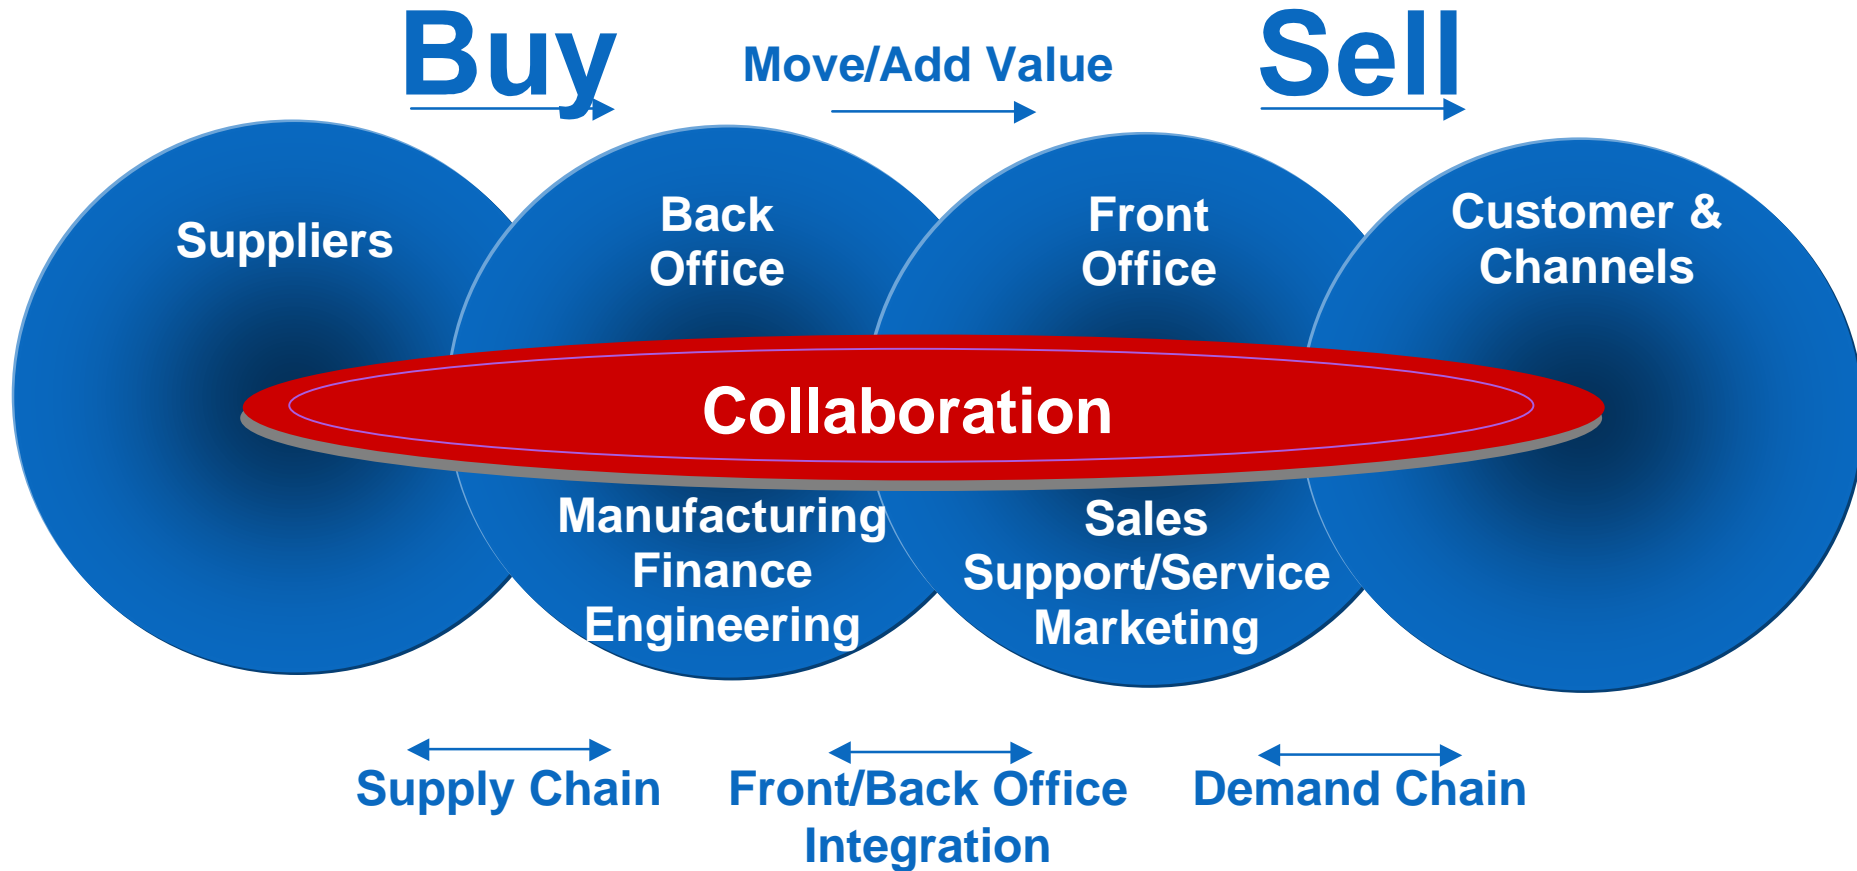 Buy
Move/Add Value
Sell
Suppliers
Back
Office
Front
Office
Customer &
Channels
Collaboration
Manufacturing
Finance
Engineering
Sales
Support/Service
Marketing
Supply Chain
Front/Back Office
Integration
Demand Chain